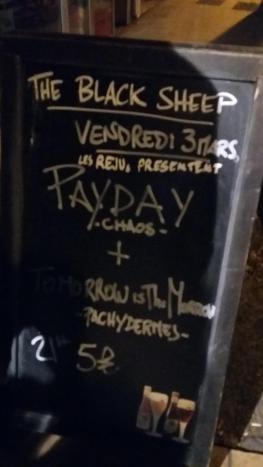 THE BLACK SHEEP
VENDREDI 3 MARS,
LES REJU, PRESENTENT
PAYDAY
- CHAOS -
+
TOMORROW IS THE MORROW
- PACHYDERMES -
21H 5€